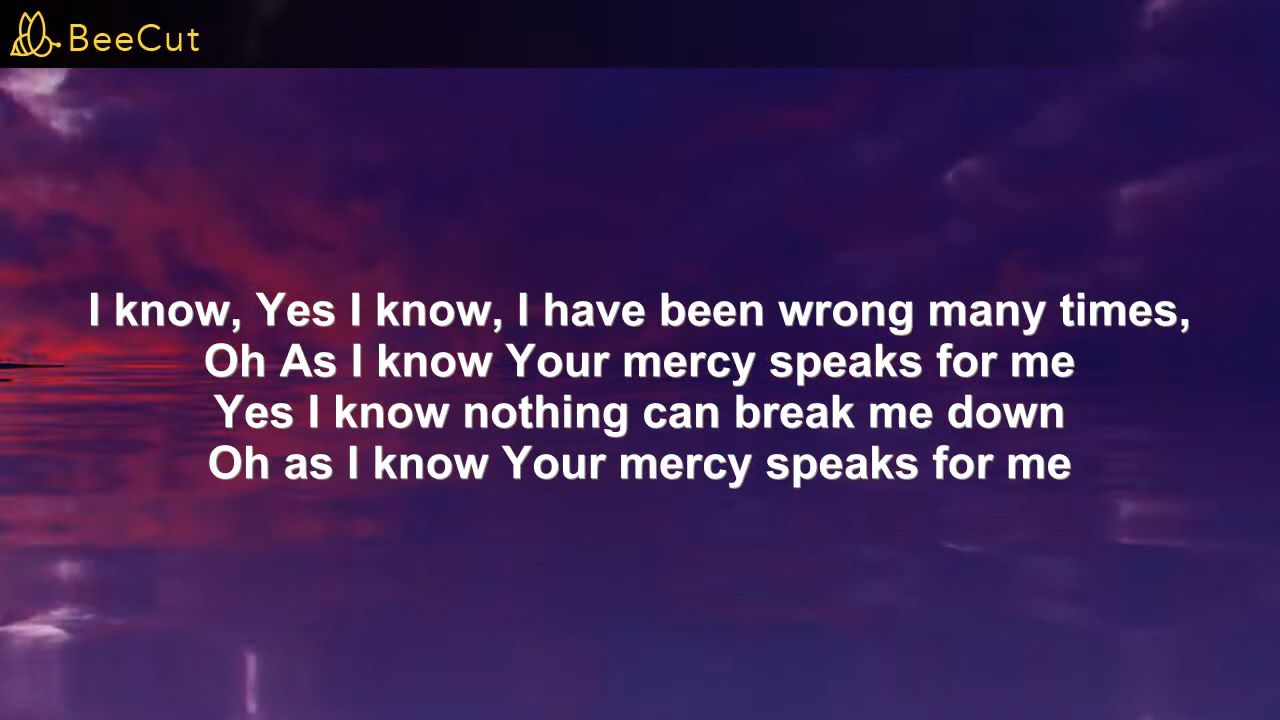 BeeCut
I know, Yes I know, I have been wrong many times,
Oh As I know Your mercy speaks for me
Yes I know nothing can break me down
Oh as I know Your mercy speaks for me